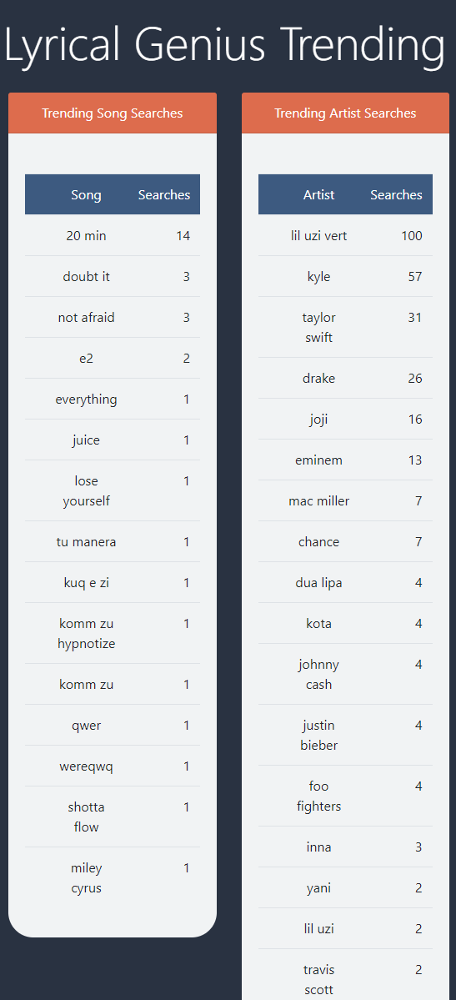 Lyrical Genius Trending
Trending Song Searches
Song Searches
20 min 14
doubt it 3
not afraid 3
e2 2
everything 1
juice 1
lose 1
yourself
tu manera 1
kuq e zi 1
komm zu 1
hypnotize
komm zu 1
qwer 1
wereqwq 1
shotta 1
flow
miley 1
cyrus
Trending Artist Searches
Artist Searches
lil uzi vert 100
kyle 57
taylor 31
swift
drake 26
joji 16
eminem 13
mac miller 7
chance 7
dua lipa 4
kota 4
johnny 4
cash
justin 4
bieber
foo 4
fighters
inna 3
yani 2
lil uzi 2
travis 2
scott